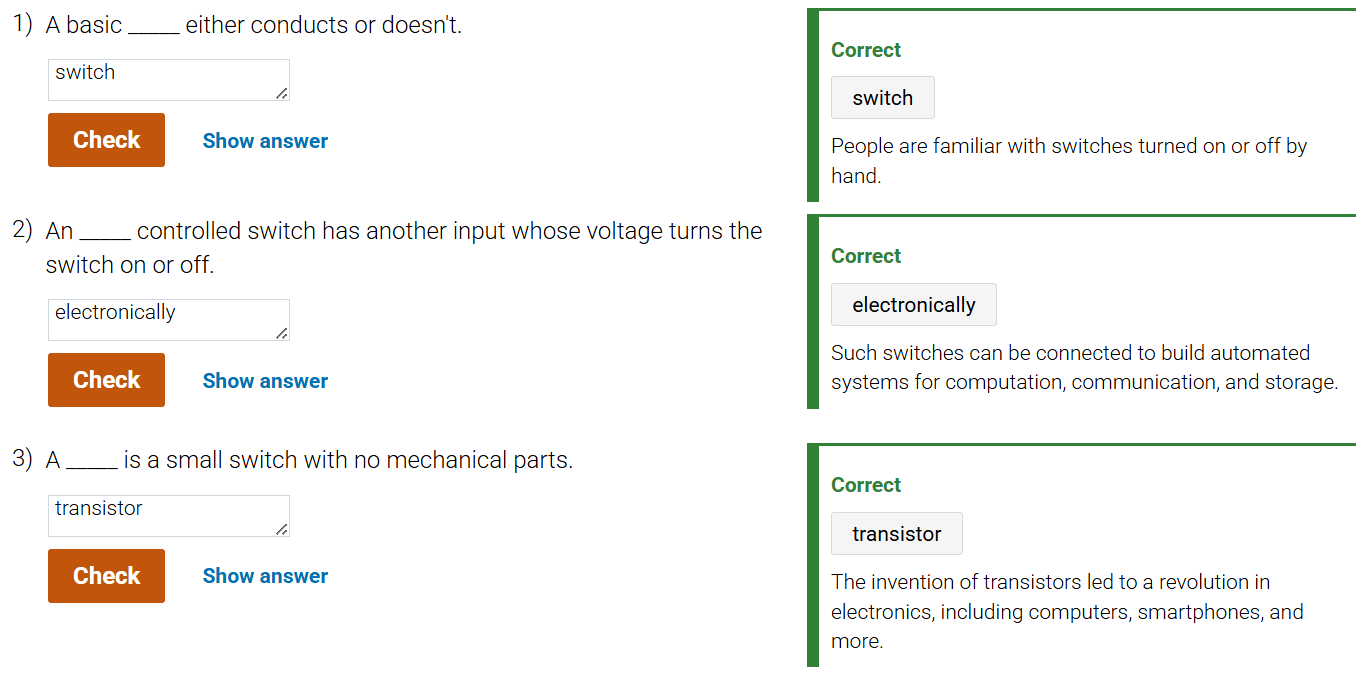 1) A basic _____ either conducts or doesn't.
switch
Check Show answer
Correct
switch
People are familiar with switches turned on or off by
hand.
2) An _____ controlled switch has another input whose voltage turns the
switch on or off.
electronically
Check Show answer
Correct
electronically
Such switches can be connected to build automated
systems for computation, communication, and storage.
3) A _____ is a small switch with no mechanical parts.
transistor
Check Show answer
Correct
transistor
The invention of transistors led to a revolution in
electronics, including computers, smartphones, and
more.